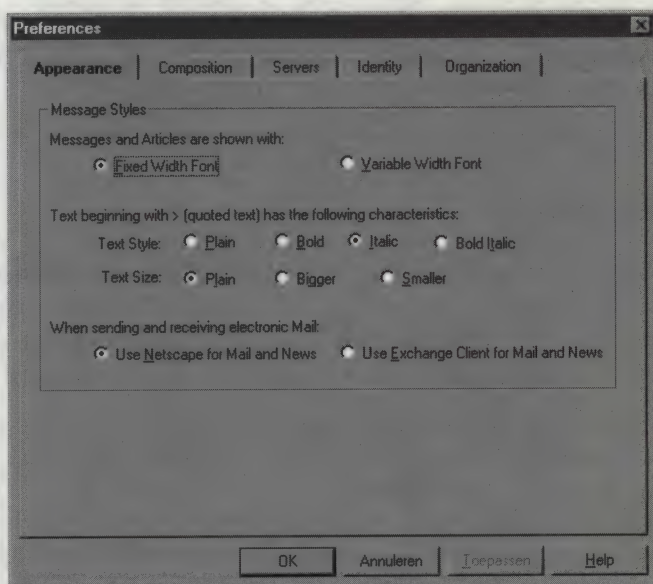 Preferences
Appearance Composition Servers Identity Organization
Message Styles
Messages and Articles are shown with:
Fixed Width Font Variable Width Font
Text beginning with > (quoted text) has the following characteristics:
Text Style: Plain Bold Italic Bold Italic
Text Size: Plain Bigger Smaller
When sending and receiving electronic Mail:
Use Netscape for Mail and News Use Exchange Client for Mail and News
OK Annuleren Toepassen Help